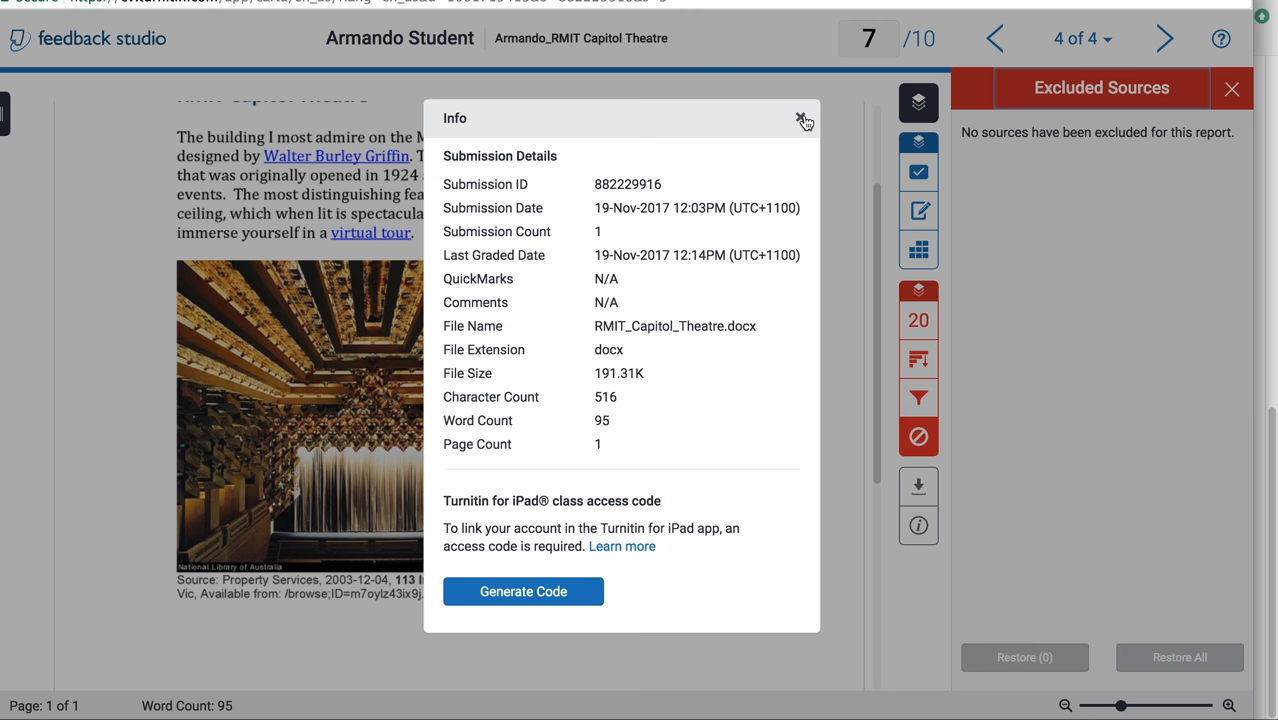 feedback studio
Armando Student
Armando_RMIT Capitol Theatre
7 /10
4 of 4
Excluded Sources
No sources have been excluded for this report.
The building I most admire on the
designed by Walter Burley Griffin.
that was originally opened in 1924
events. The most distinguishing
ceiling, which when lit is
immerse yourself in a virtual tour.
National Library of Australia
Source: Property Services, 2003-12-04, 113
Vic, Available from: /browse;ID=m7oylz43ix9j
Info
Submission Details
Submission ID 882229916
Submission Date 19-Nov-2017 12:03PM (UTC+1100)
Submission Count 1
Last Graded Date 19-Nov-2017 12:14PM (UTC+1100)
QuickMarks N/A
Comments N/A
File Name RMIT_Capitol_Theatre.docx
File Extension docx
File Size 191.31K
Character Count 516
Word Count 95
Page Count 1
Turnitin for iPad® class access code
To link your account in the Turnitin for iPad app, an
access code is required. Learn more
Generate Code
20
Restore (0)
Restore All
Page: 1 of 1
Word Count: 95